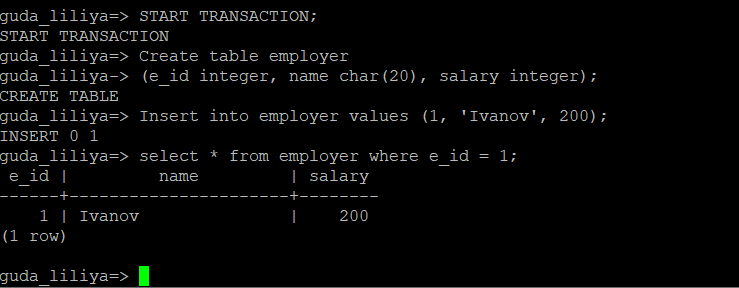 guda_liliya=> START TRANSACTION;
START TRANSACTION
guda_liliya=> Create table employer
guda_liliya-> (e_id integer, name char(20), salary integer);
CREATE TABLE
guda_liliya=> Insert into employer values (1, 'Ivanov', 200);
INSERT 0 1
guda_liliya=> select * from employer where e_id = 1;
 e_id |         name         | salary
------+----------------------+--------
    1 | Ivanov               |    200
(1 row)
guda_liliya=>